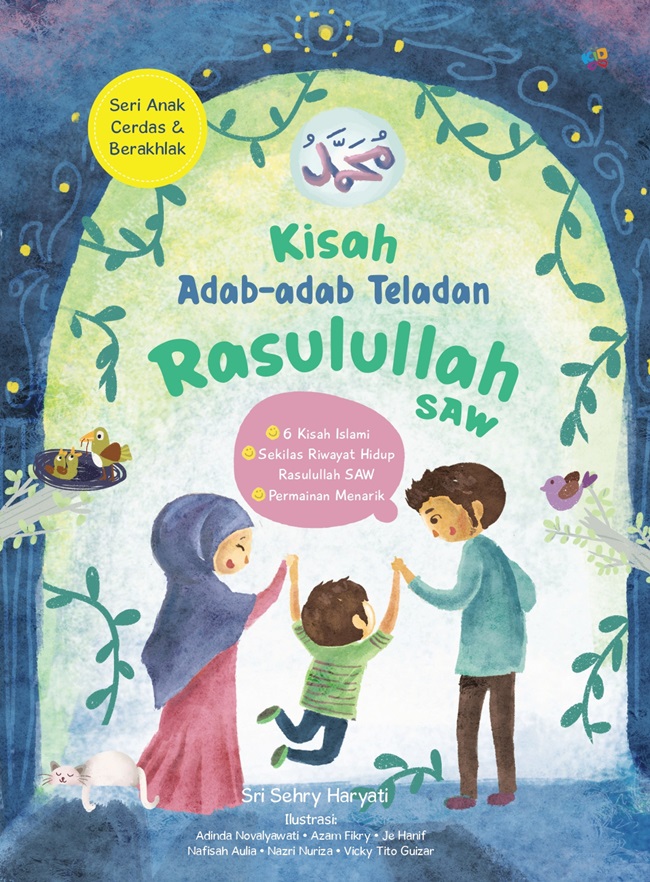 KiD
Seri Anak
Cerdas &
Berakhlak
مُحَمَّدُ
Kisah
Adab-adab Teladan
Rasulullah
SAW
6 Kisah Islami
Sekilas Riwayat Hidup
Rasulullah SAW
Permainan Menarik
Sri Sehry Haryati
Ilustrasi:
Adinda Novalyawati • Azam Fikry • Je Hanif
Nafisah Aulia • Nazri Nuriza • Vicky Tito Guizar